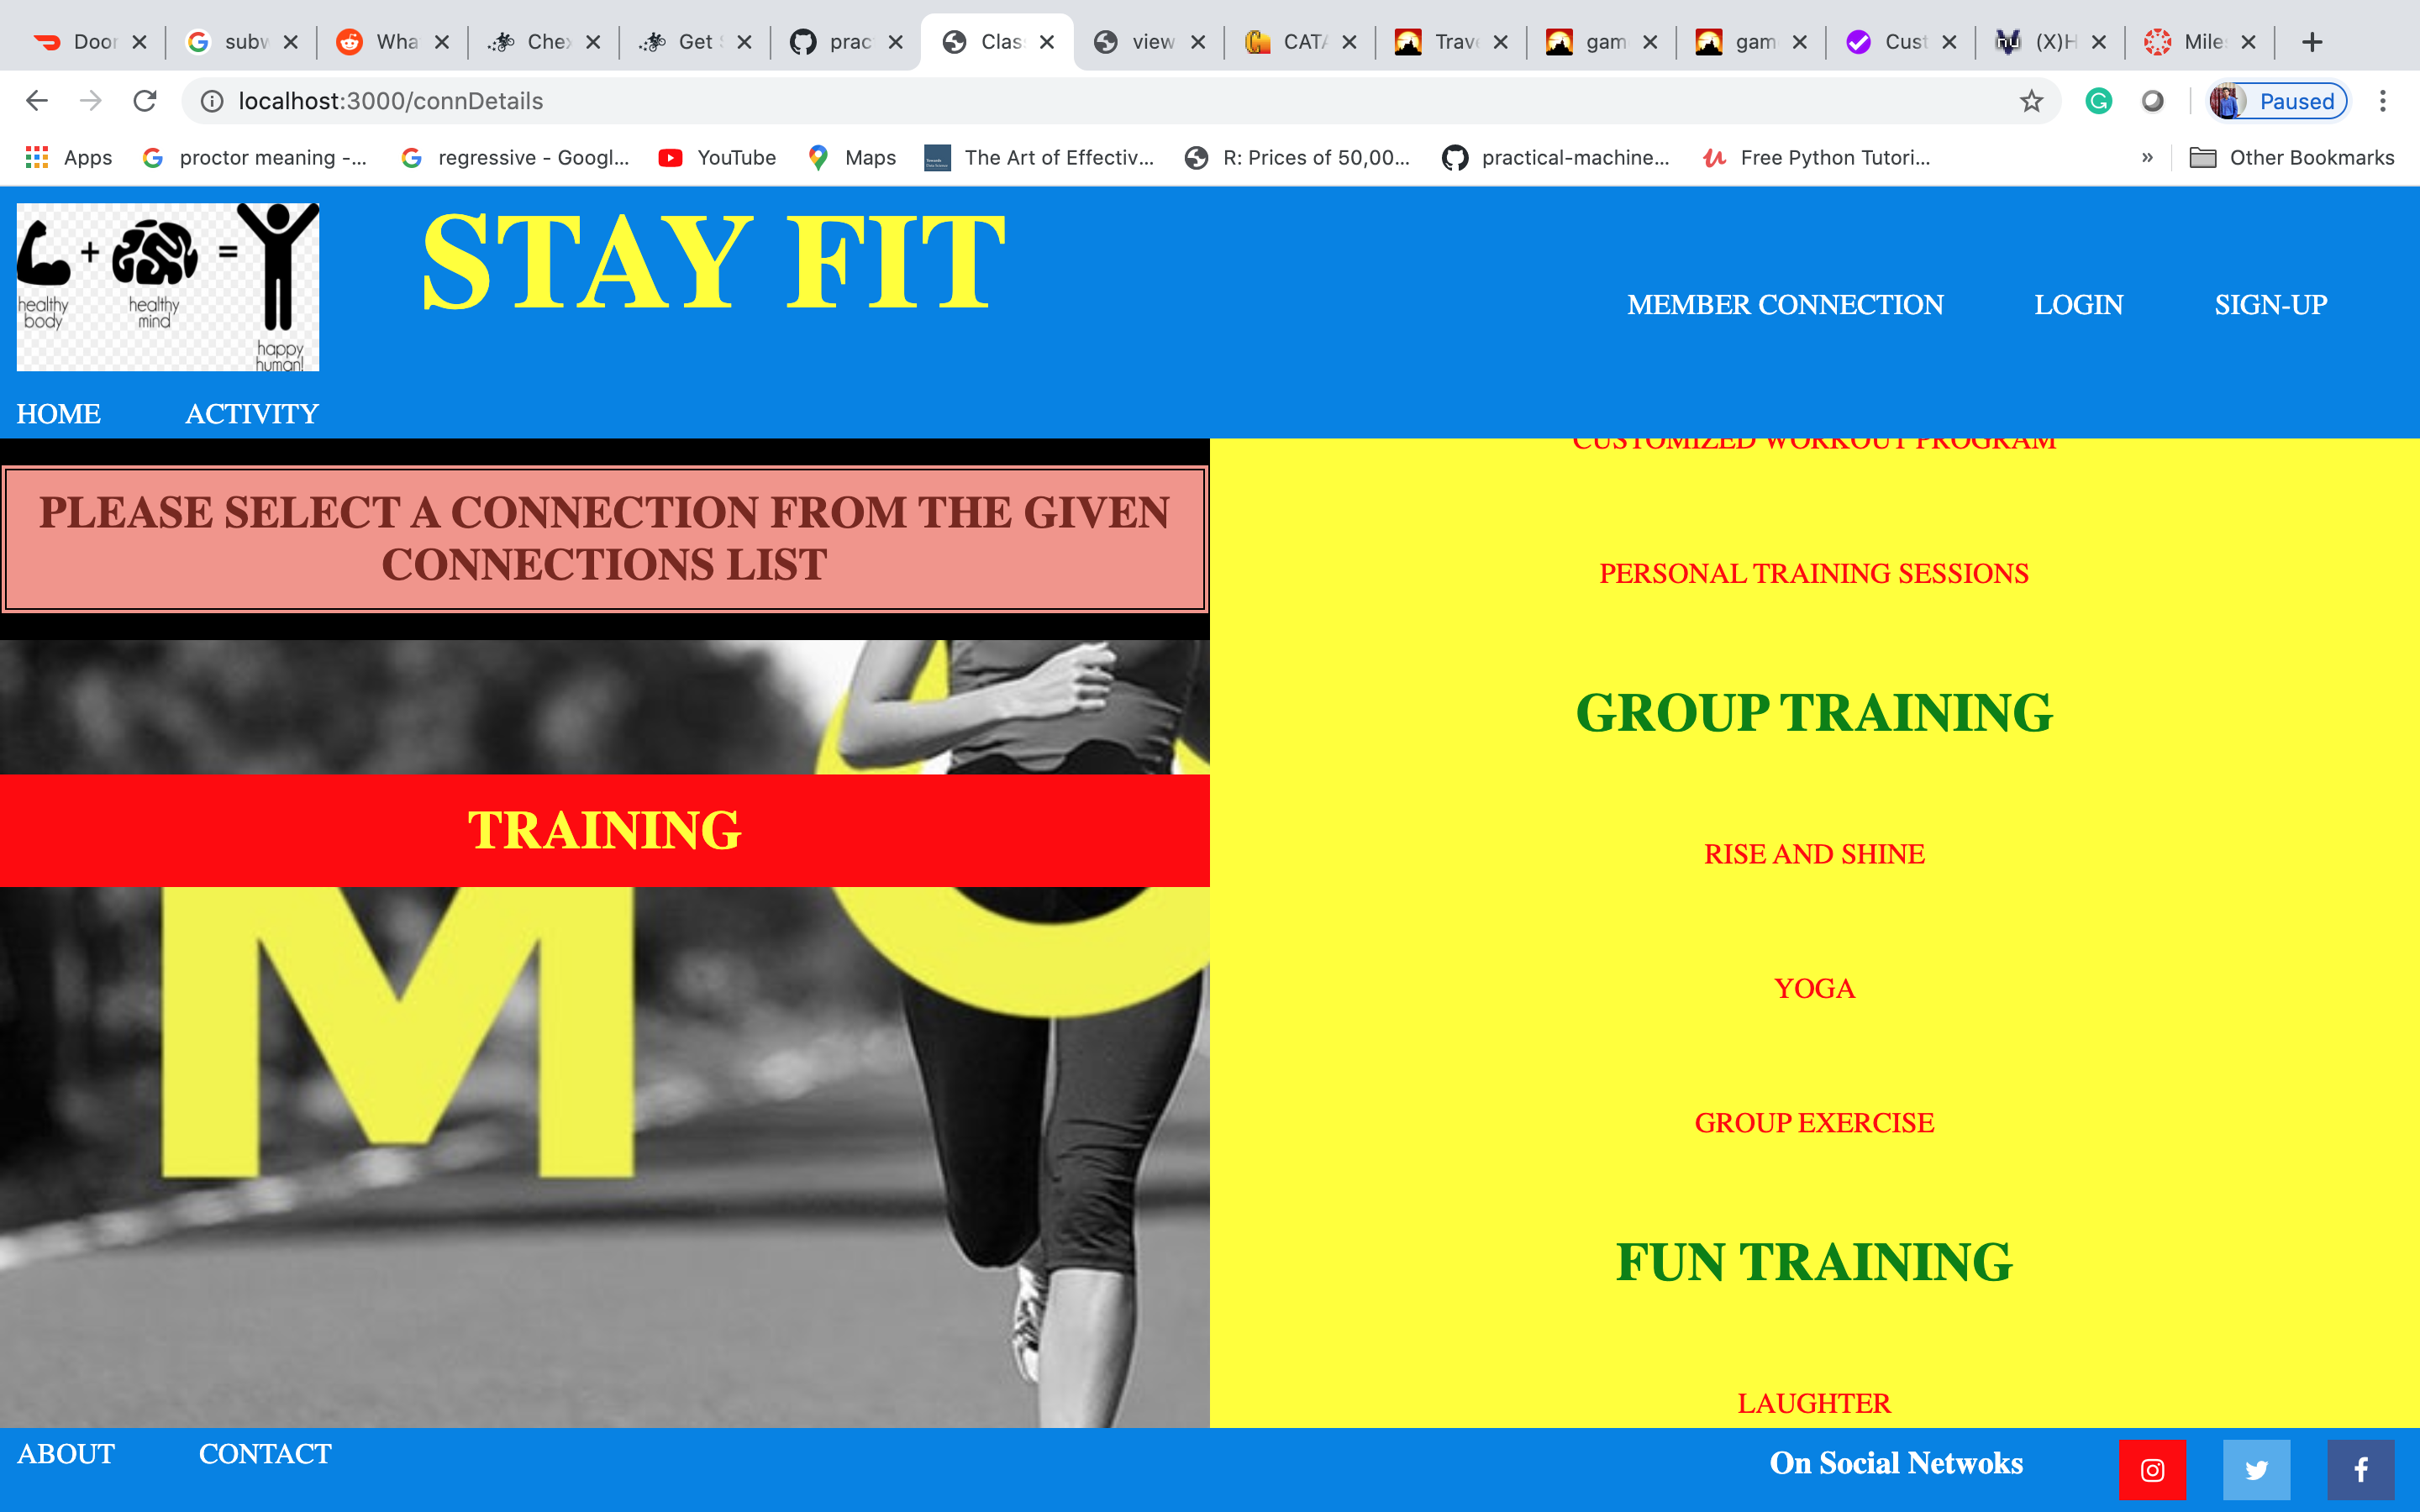 Door
subw
Wha
Che
Get S
prac
Clas
view
CATA
Trave
gam
gam
Cust
(X)H
Mile
localhost:3000/connDetails
Paused
Apps
proctor meaning -...
regressive - Googl...
YouTube
Maps
The Art of Effectiv...
R: Prices of 50,00...
practical-machine...
Free Python Tutori...
»
Other Bookmarks
+ =
healthy
body
healthy
mind
happy
human!
STAY FIT
MEMBER CONNECTION
LOGIN
SIGN-UP
HOME
ACTIVITY
PLEASE SELECT A CONNECTION FROM THE GIVEN
CONNECTIONS LIST
TRAINING
M
CUSTOMIZED WORKOUT PROGRAM
PERSONAL TRAINING SESSIONS
GROUP TRAINING
RISE AND SHINE
YOGA
GROUP EXERCISE
FUN TRAINING
LAUGHTER
ABOUT
CONTACT
On Social Netwoks